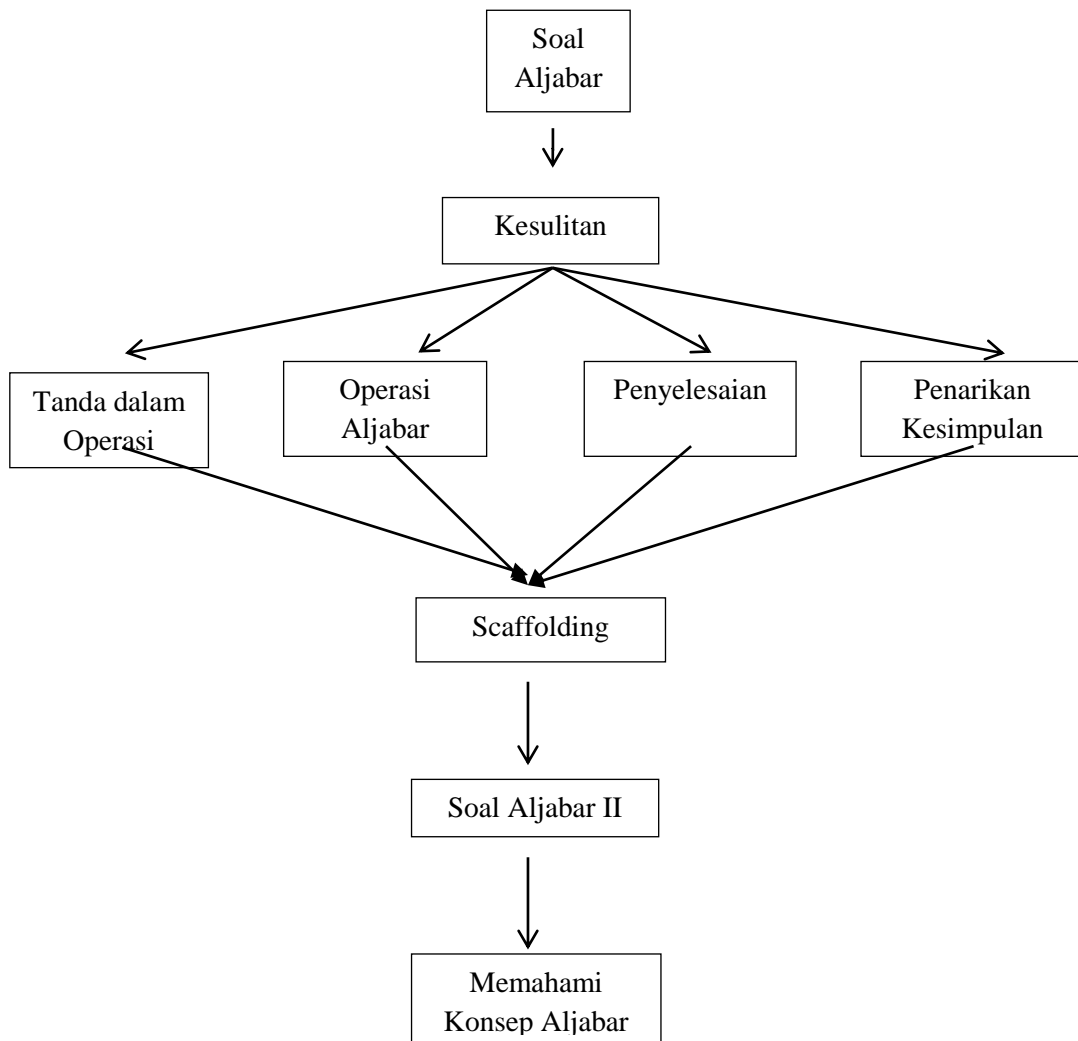 Soal
Aljabar
Kesulitan
Tanda dalam
Operasi
Operasi
Aljabar
Penyelesaian
Penarikan
Kesimpulan
Scaffolding
Soal Aljabar II
Memahami
Konsep Aljabar